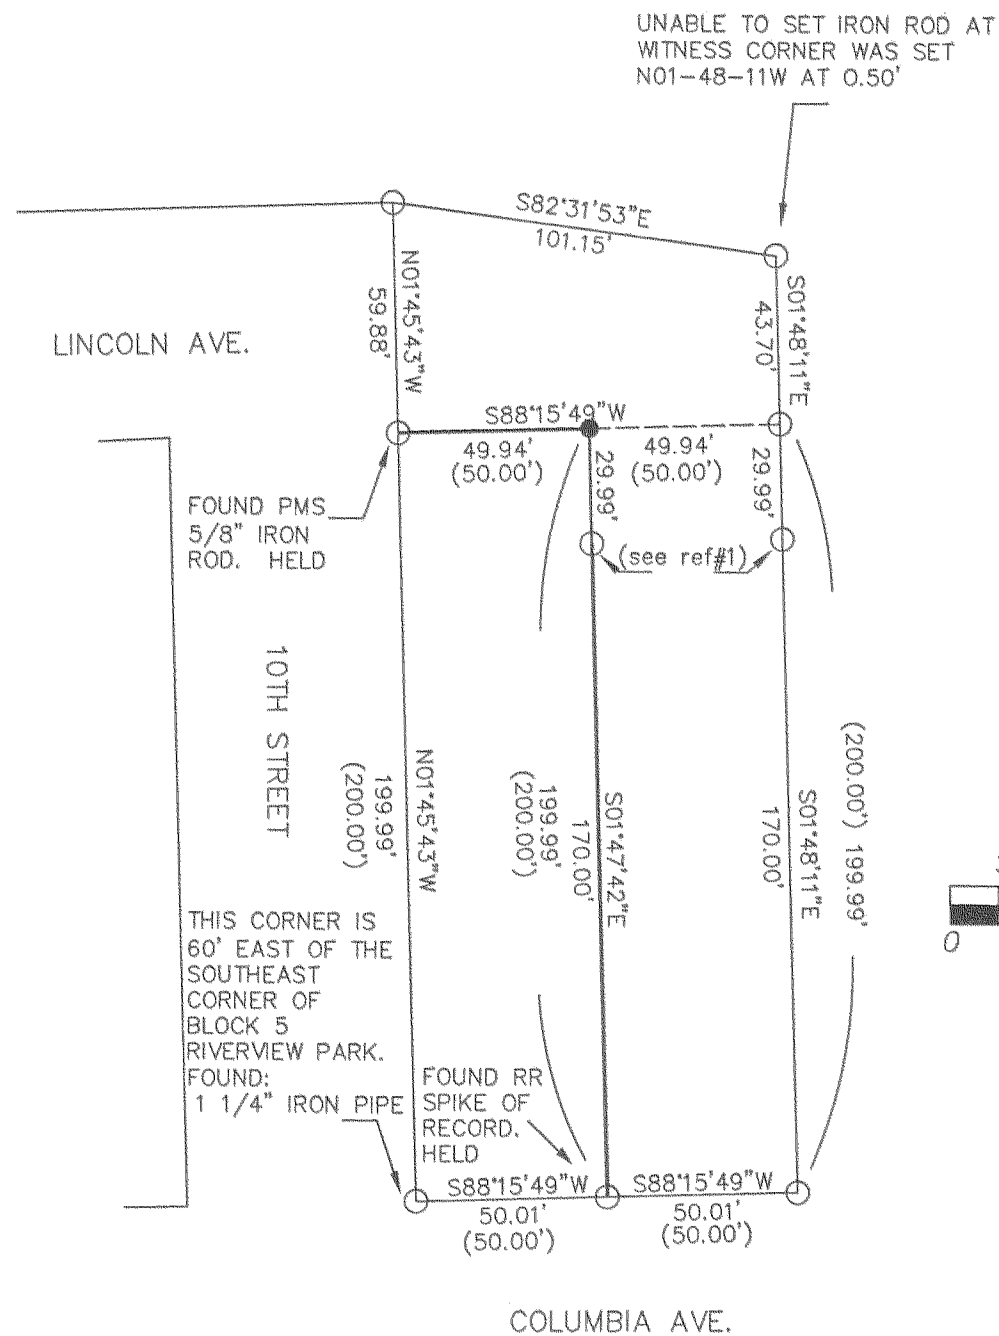 UNABLE TO SET IRON ROD AT
WITNESS CORNER WAS SET
N01-48-11W AT 0.50'
S82°31'53"E
101.15'
N01°45'43"W
59.88'
S01°48'11"E
43.70'
LINCOLN AVE.
S88°15'49"W
49.94'
(50.00')
49.94'
(50.00')
29.99'
29.99'
FOUND PMS
5/8" IRON
ROD. HELD
(see ref#1)
10TH STREET
N01°45'43"W
199.99'
(200.00')
S01°47'42"E
170.00'
199.99'
(200.00')
S01°48'11"E
170.00'
(200.00') 199.99'
0
THIS CORNER IS
60' EAST OF THE
SOUTHEAST
CORNER OF
BLOCK 5
RIVERVIEW PARK.
FOUND:
1 1/4" IRON PIPE
FOUND RR
SPIKE OF
RECORD.
HELD
S88°15'49"W
50.01'
(50.00')
S88°15'49"W
50.01'
(50.00')
COLUMBIA AVE.